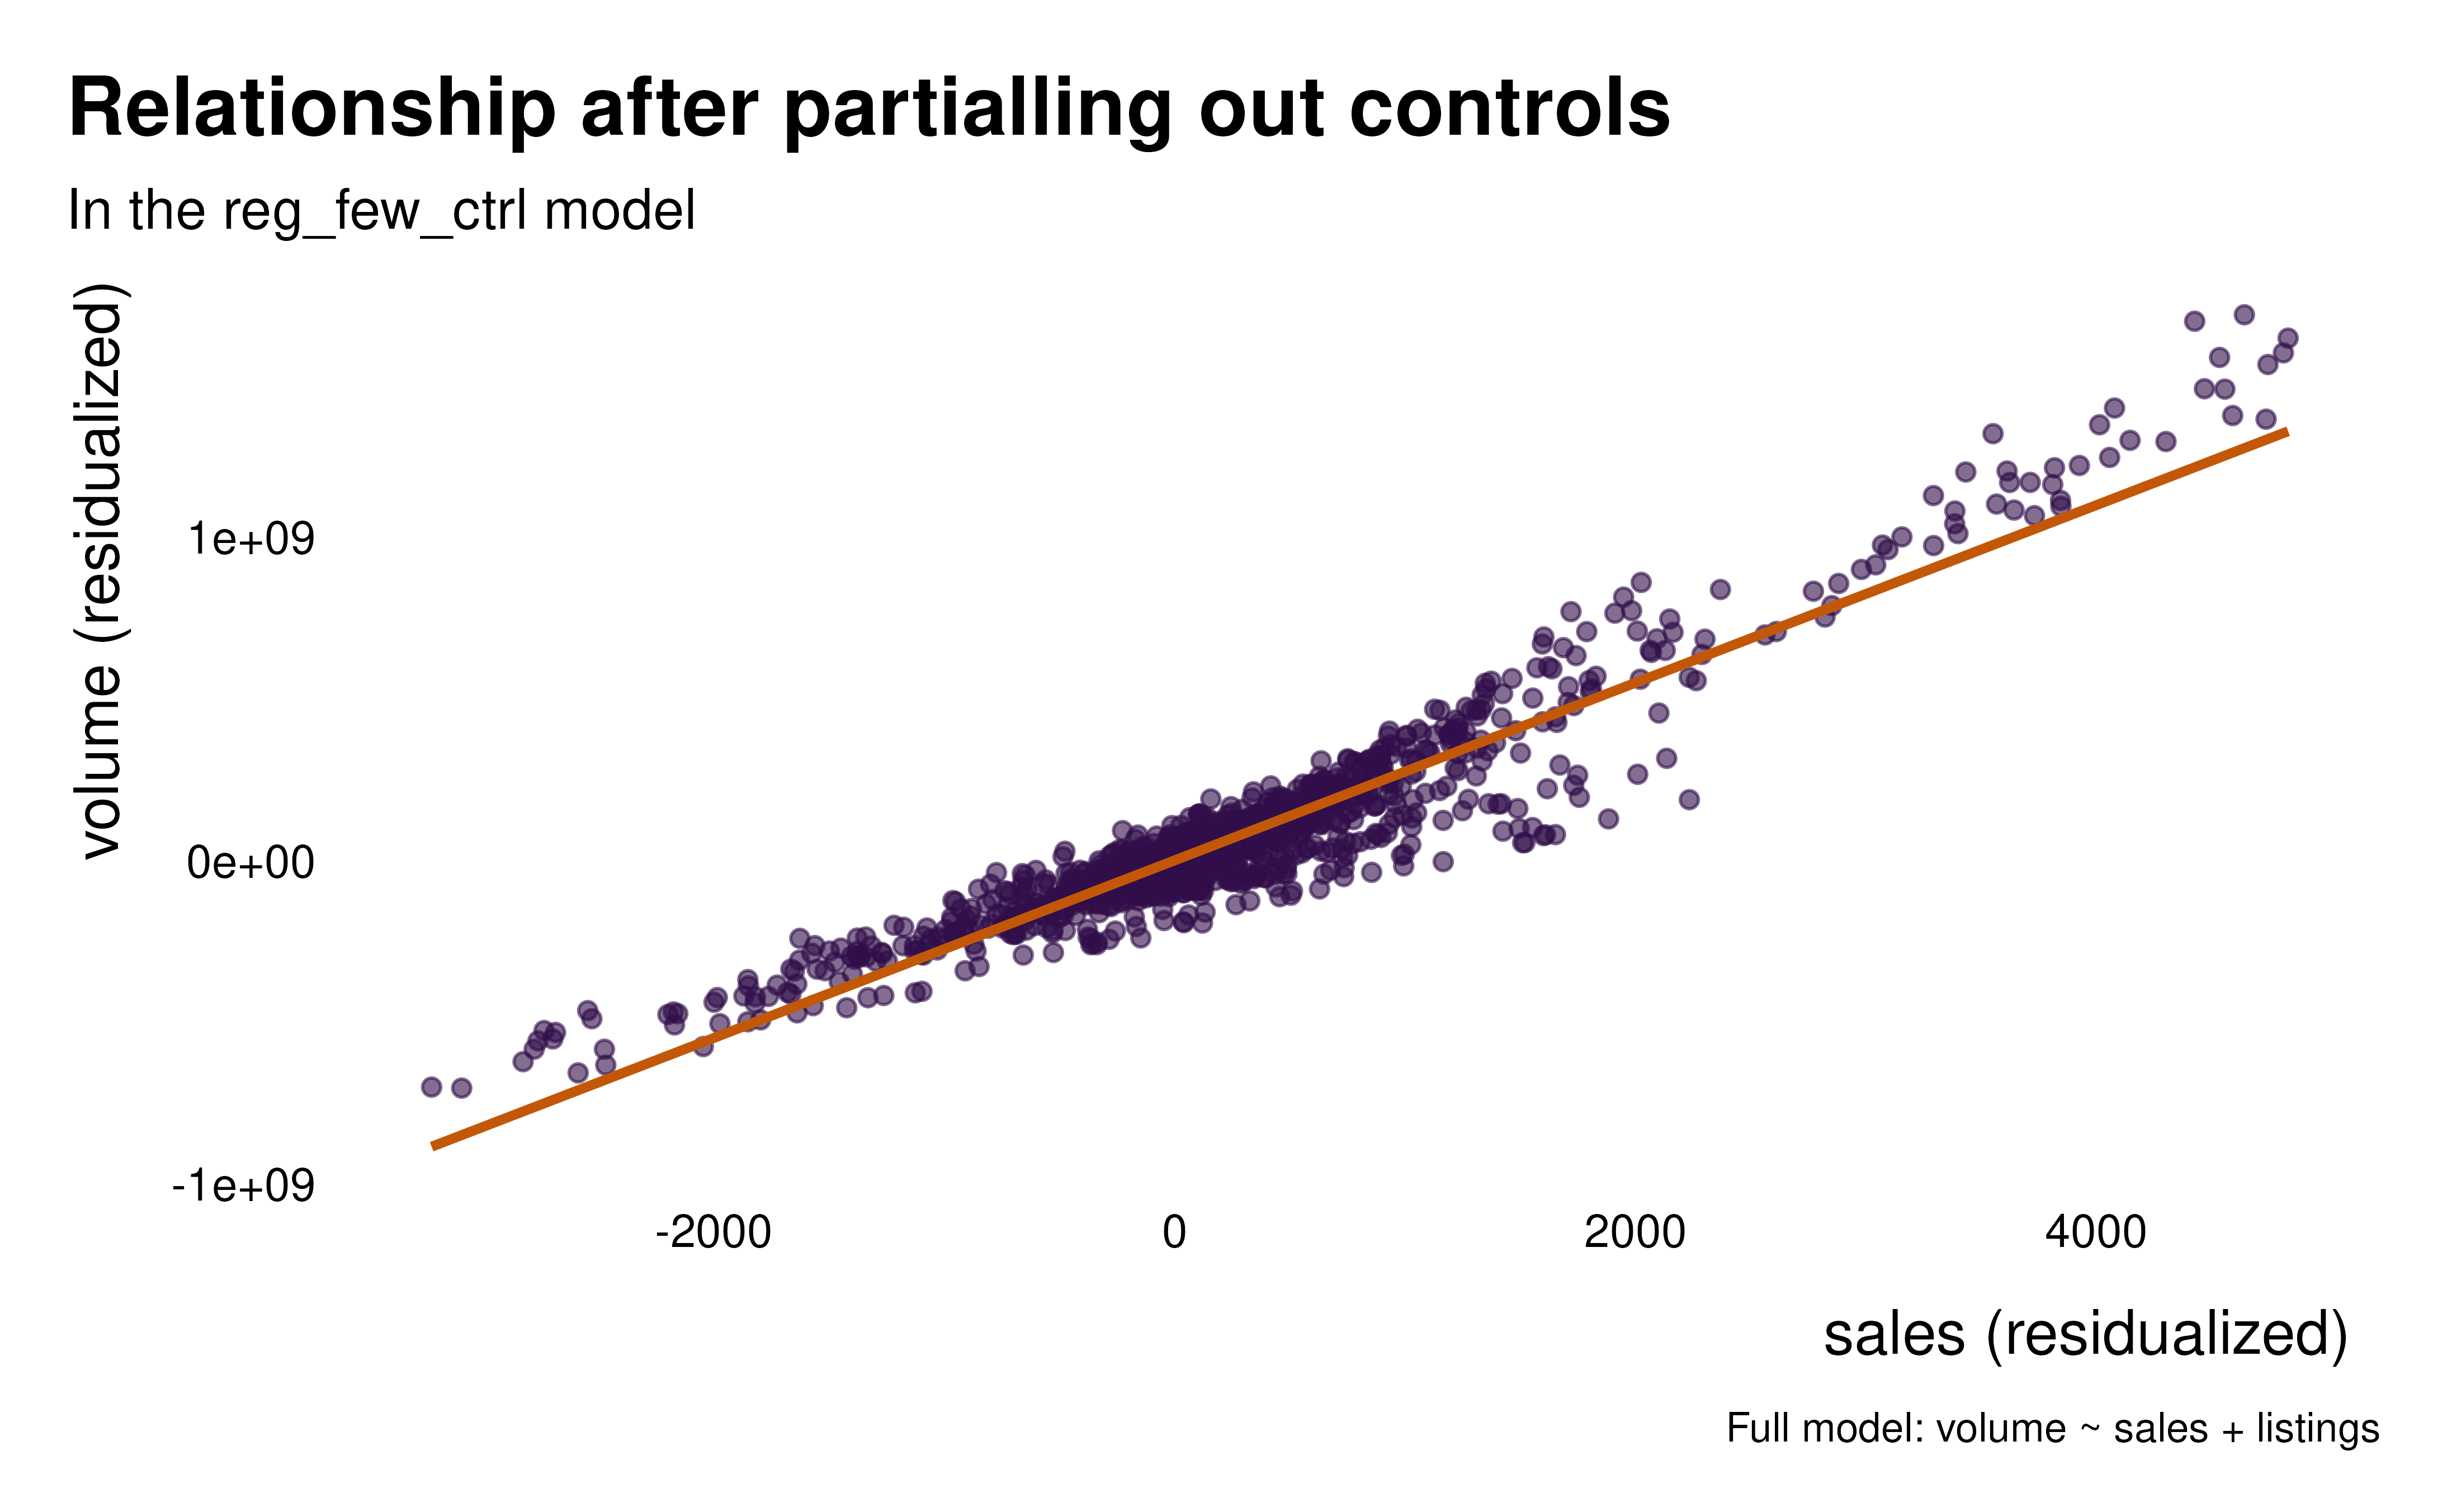 Relationship after partialling out controls
In the reg_few_ctrl model
volume (residualized)
1e+09
0e+00
-1e+09
-2000 0 2000 4000
sales (residualized)
Full model: volume ~ sales + listings